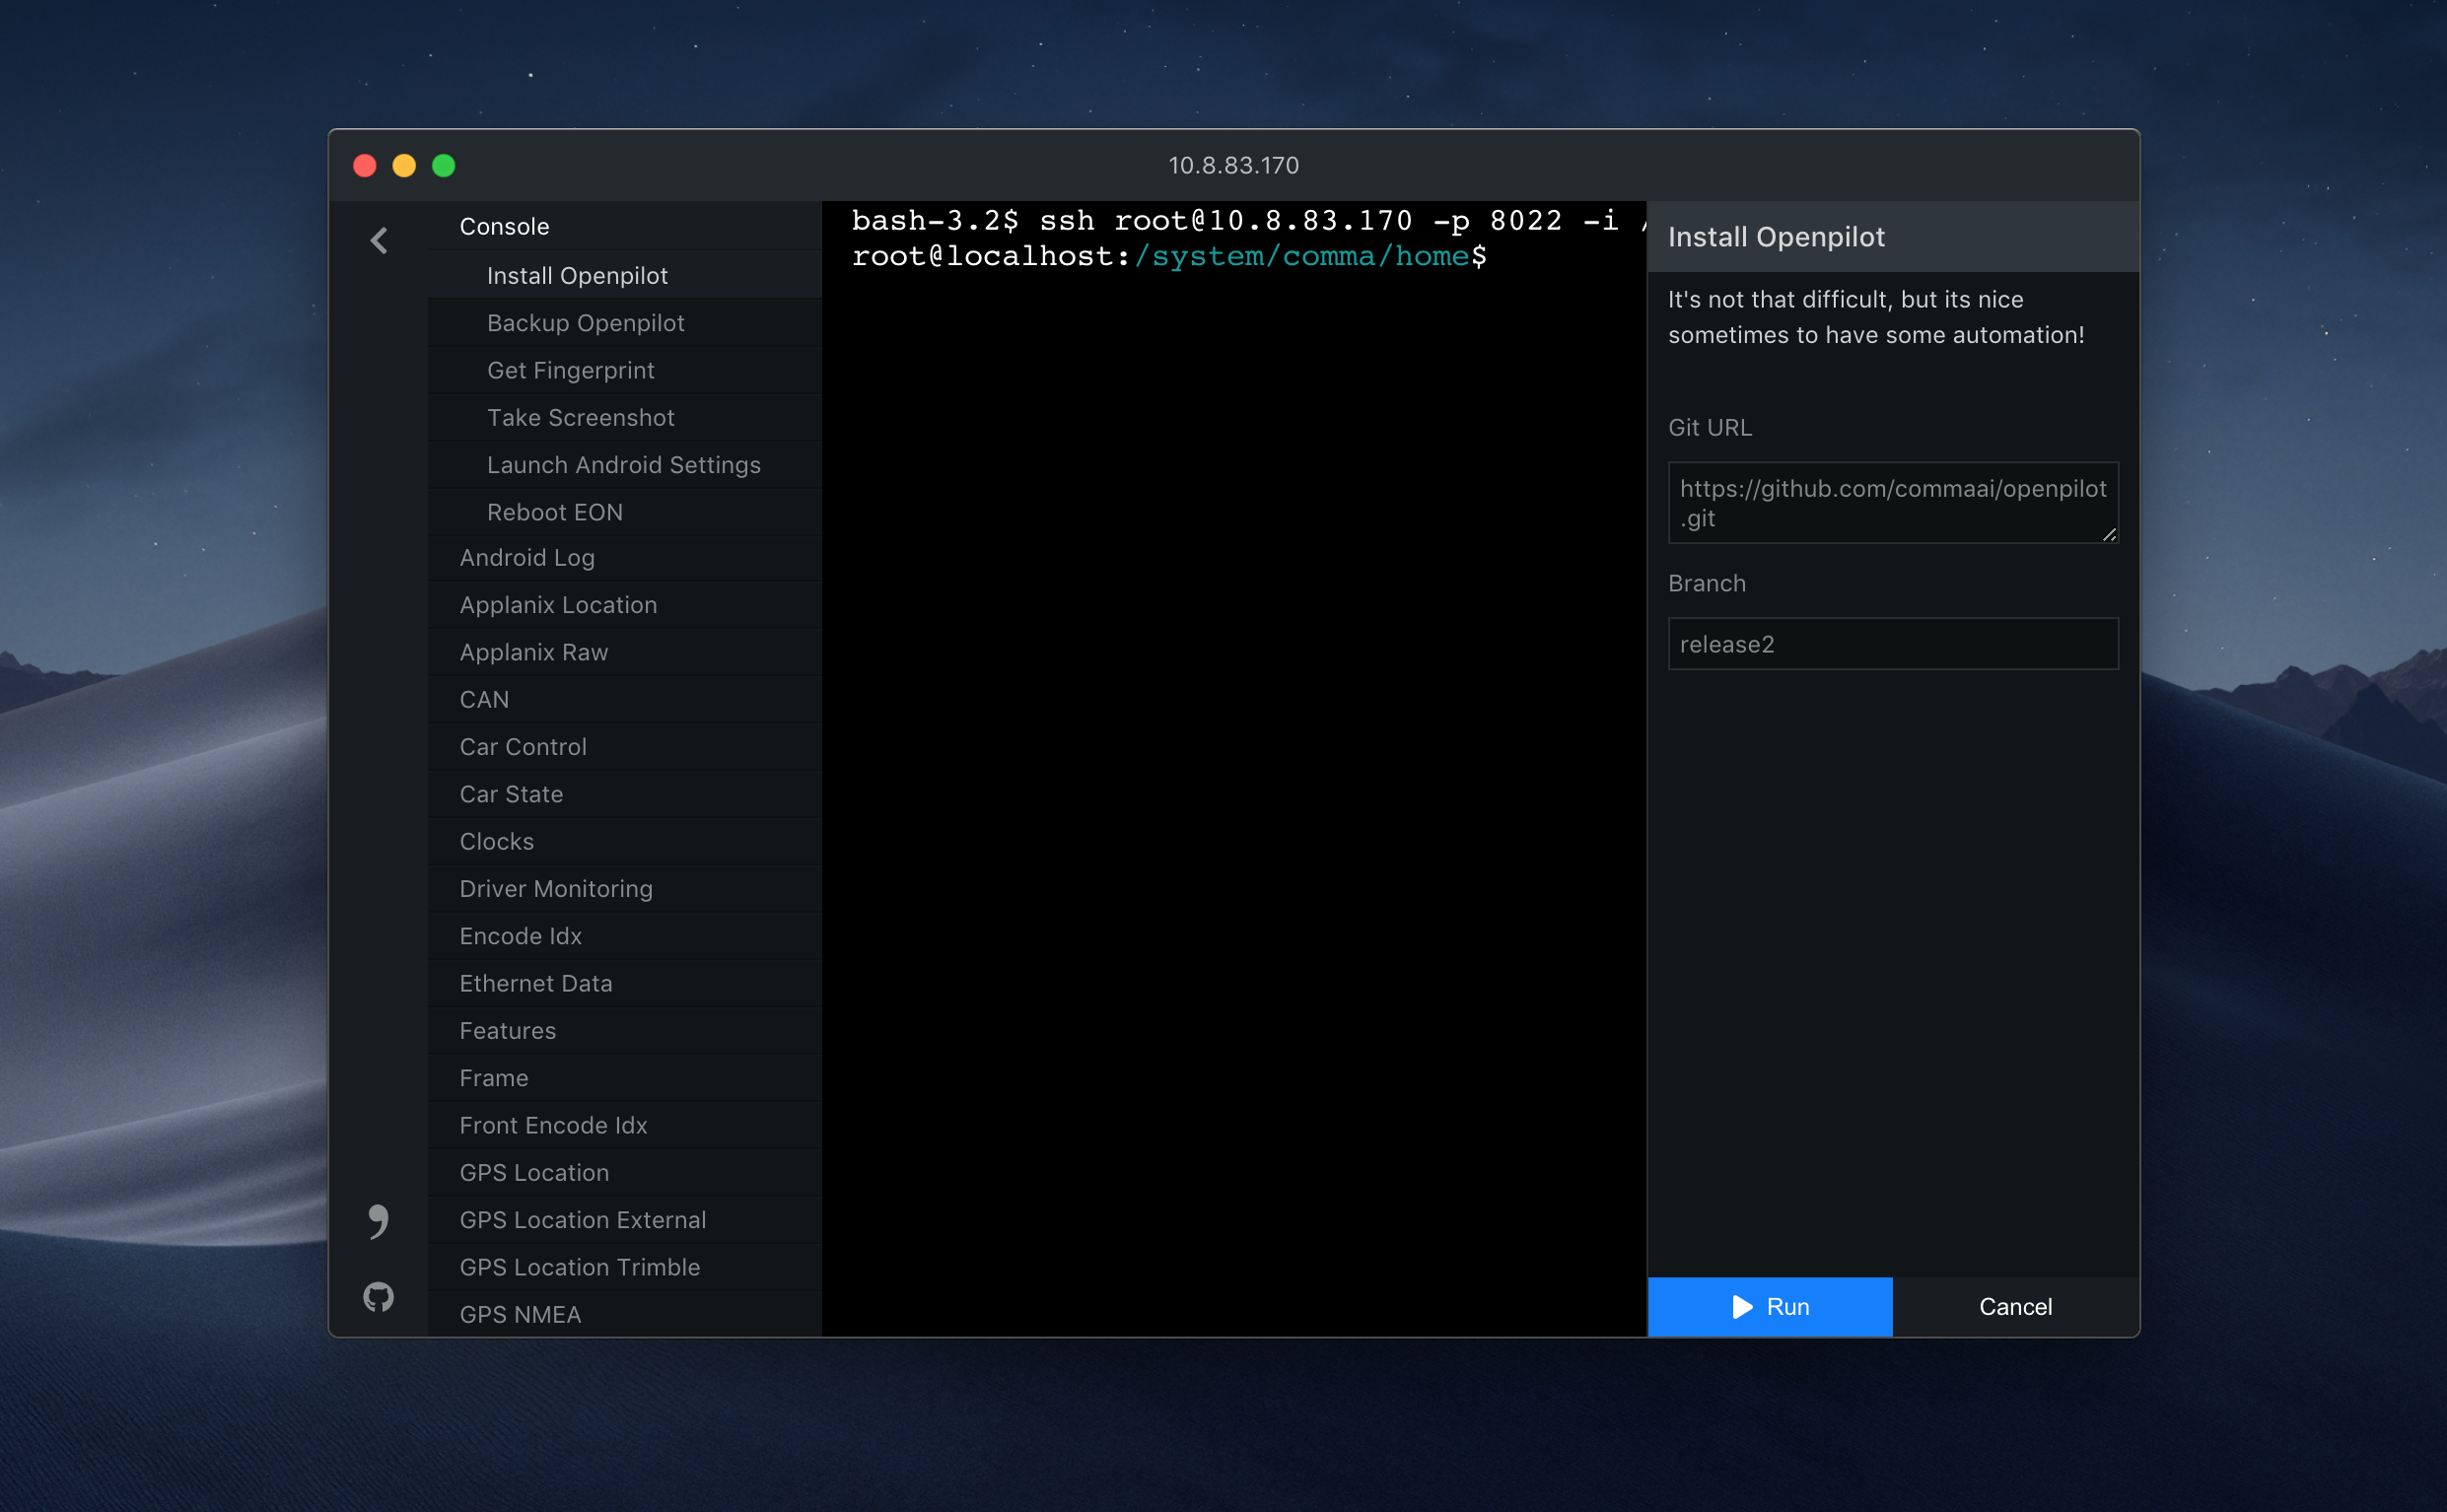 10.8.83.170
Console
Install Openpilot
Backup Openpilot
Get Fingerprint
Take Screenshot
Launch Android Settings
Reboot EON
Android Log
Applanix Location
Applanix Raw
CAN
Car Control
Car State
Clocks
Driver Monitoring
Encode Idx
Ethernet Data
Features
Frame
Front Encode Idx
GPS Location
GPS Location External
GPS Location Trimble
GPS NMEA
bash-3.2$ ssh root@10.8.83.170 -p 8022 -i /
root@localhost:/system/comma/home$
Install Openpilot
It's not that difficult, but its nice
sometimes to have some automation!
Git URL
https://github.com/commaai/openpilot
.git
Branch
release2
Run
Cancel